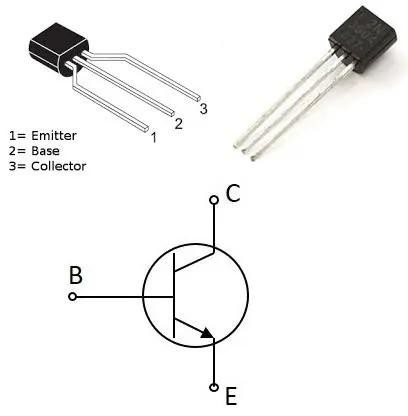 1
2
3
1= Emitter
2= Base
3= Collector
C
B
E